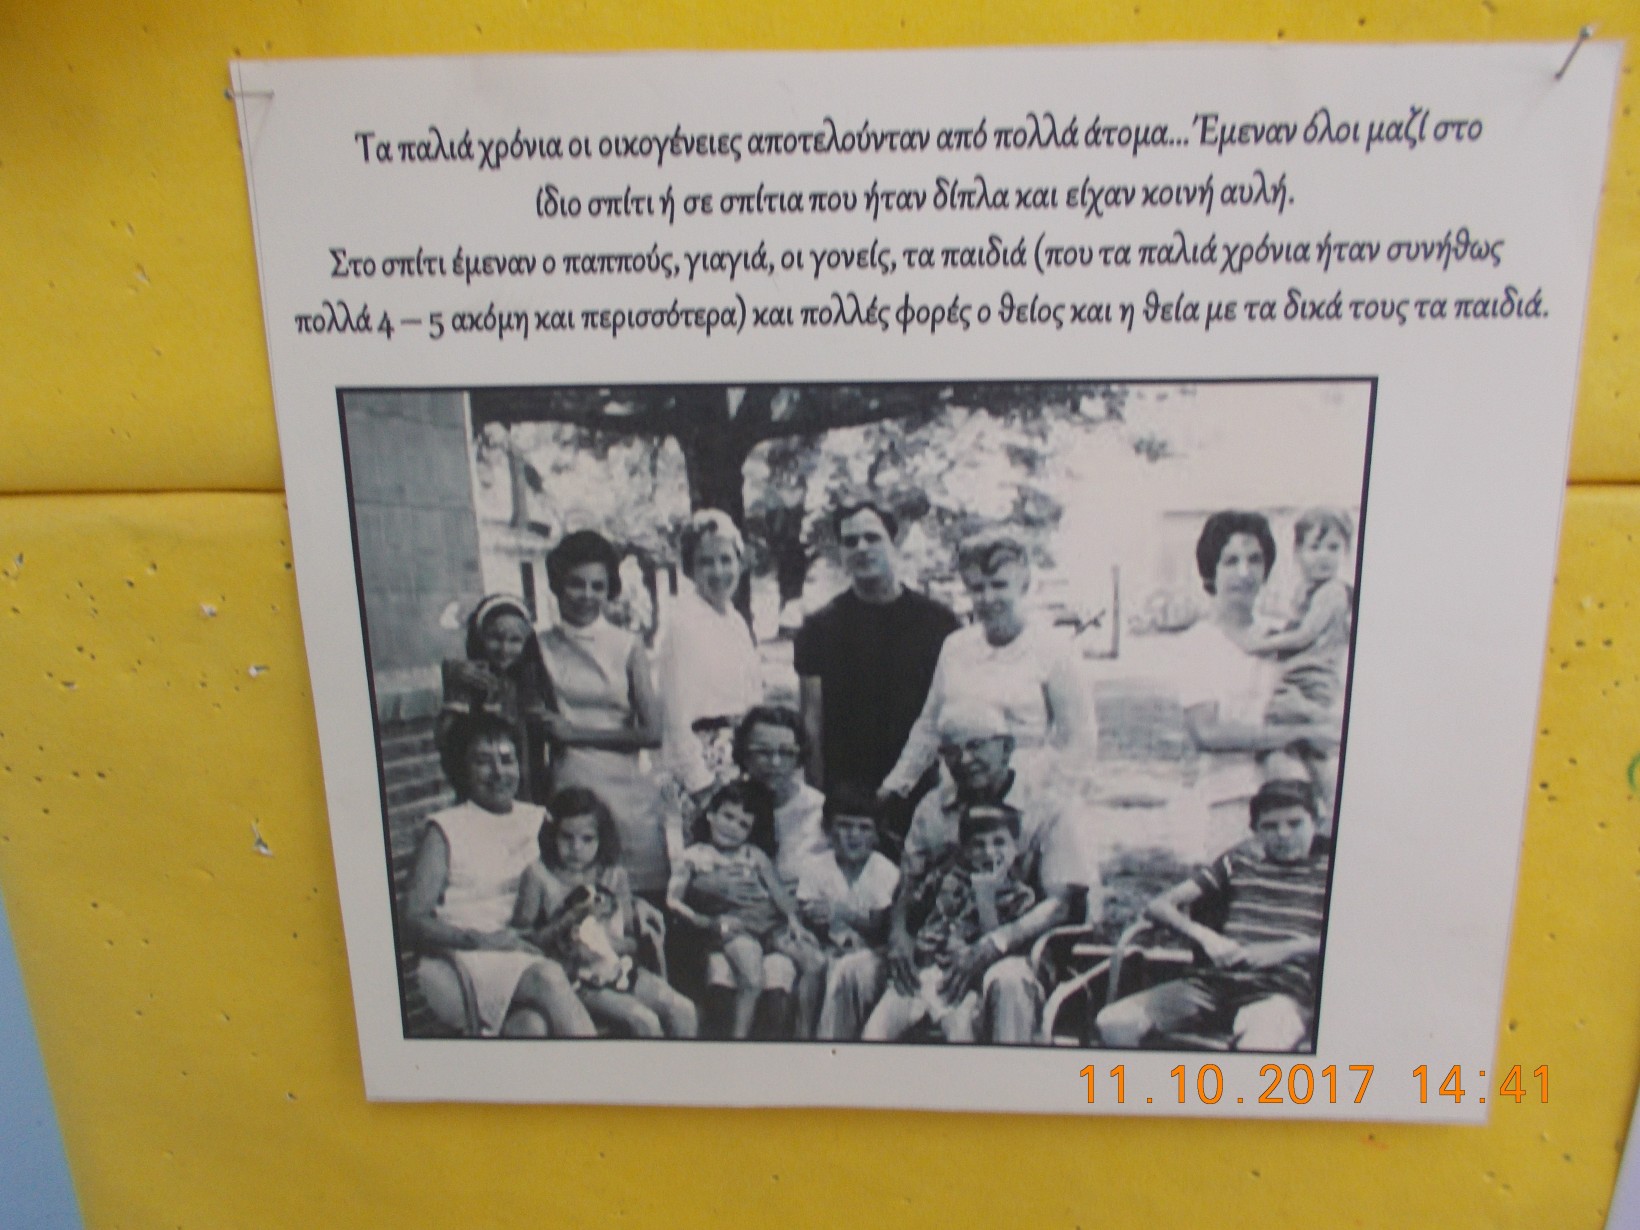 Τα παλιά χρόνια οι οικογένειες αποτελούνταν από πολλά άτομα... Έμεναν όλοι μαζί στο
ίδιο σπίτι ή σε σπίτια που ήταν δίπλα και είχαν κοινή αυλή.
Στο σπίτι έμεναν ο παππούς, γιαγιά, οι γονείς, τα παιδιά (που τα παλιά χρόνια ήταν συνήθως
πολλά 4 – 5 ακόμη και περισσότερα) και πολλές φορές ο θείος και η θεία με τα δικά τους τα παιδιά.
11.10.2017 14:41